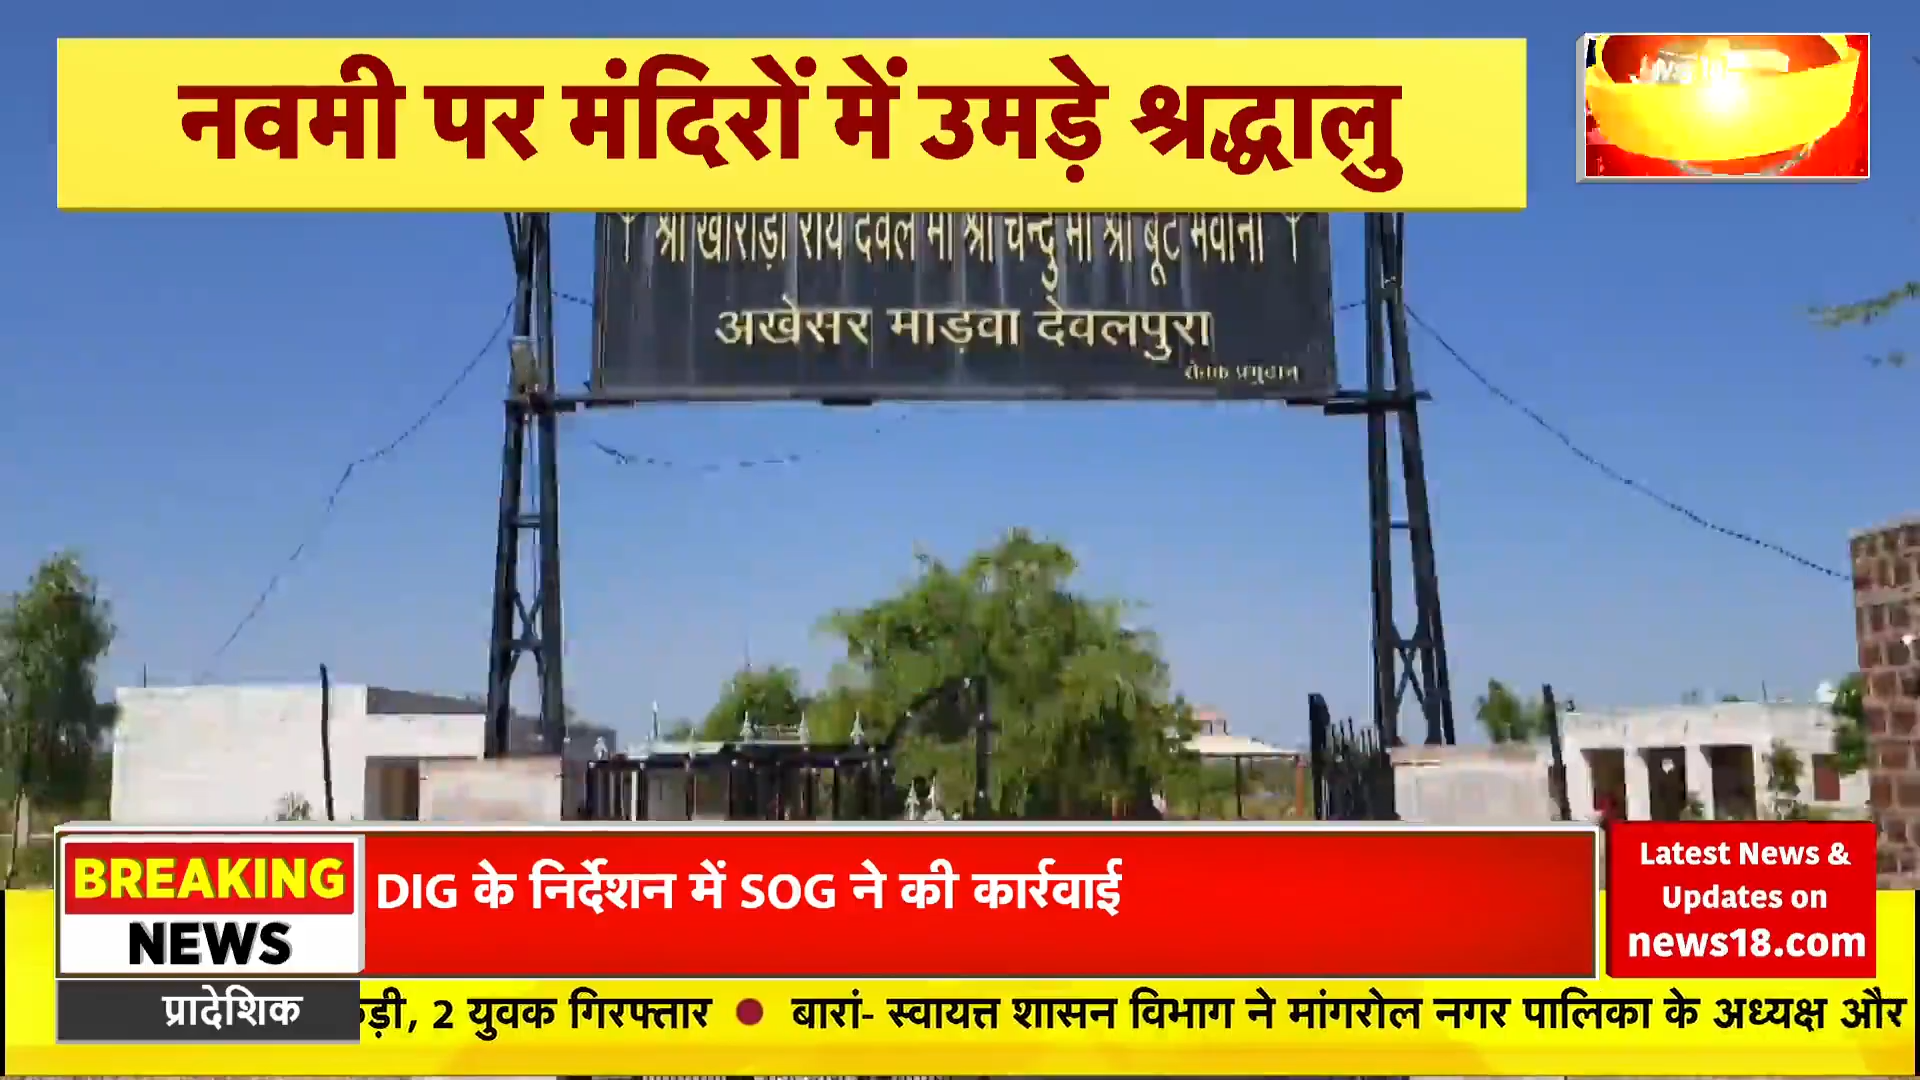 नवमी पर मंदिरों में उमड़े श्रद्धालु
श्री खोराड़ी राय देवल माँ श्री चन्दु माँ श्री बूट भवानी
अखेसर माड़वा देवलपुरा
BREAKING
NEWS
DIG के निर्देशन में SOG ने की कार्रवाई
Latest News &
Updates on
news18.com
प्रादेशिक
ड़ी, 2 युवक गिरफ्तार ● बारां- स्वायत्त शासन विभाग ने मांगरोल नगर पालिका के अध्यक्ष और